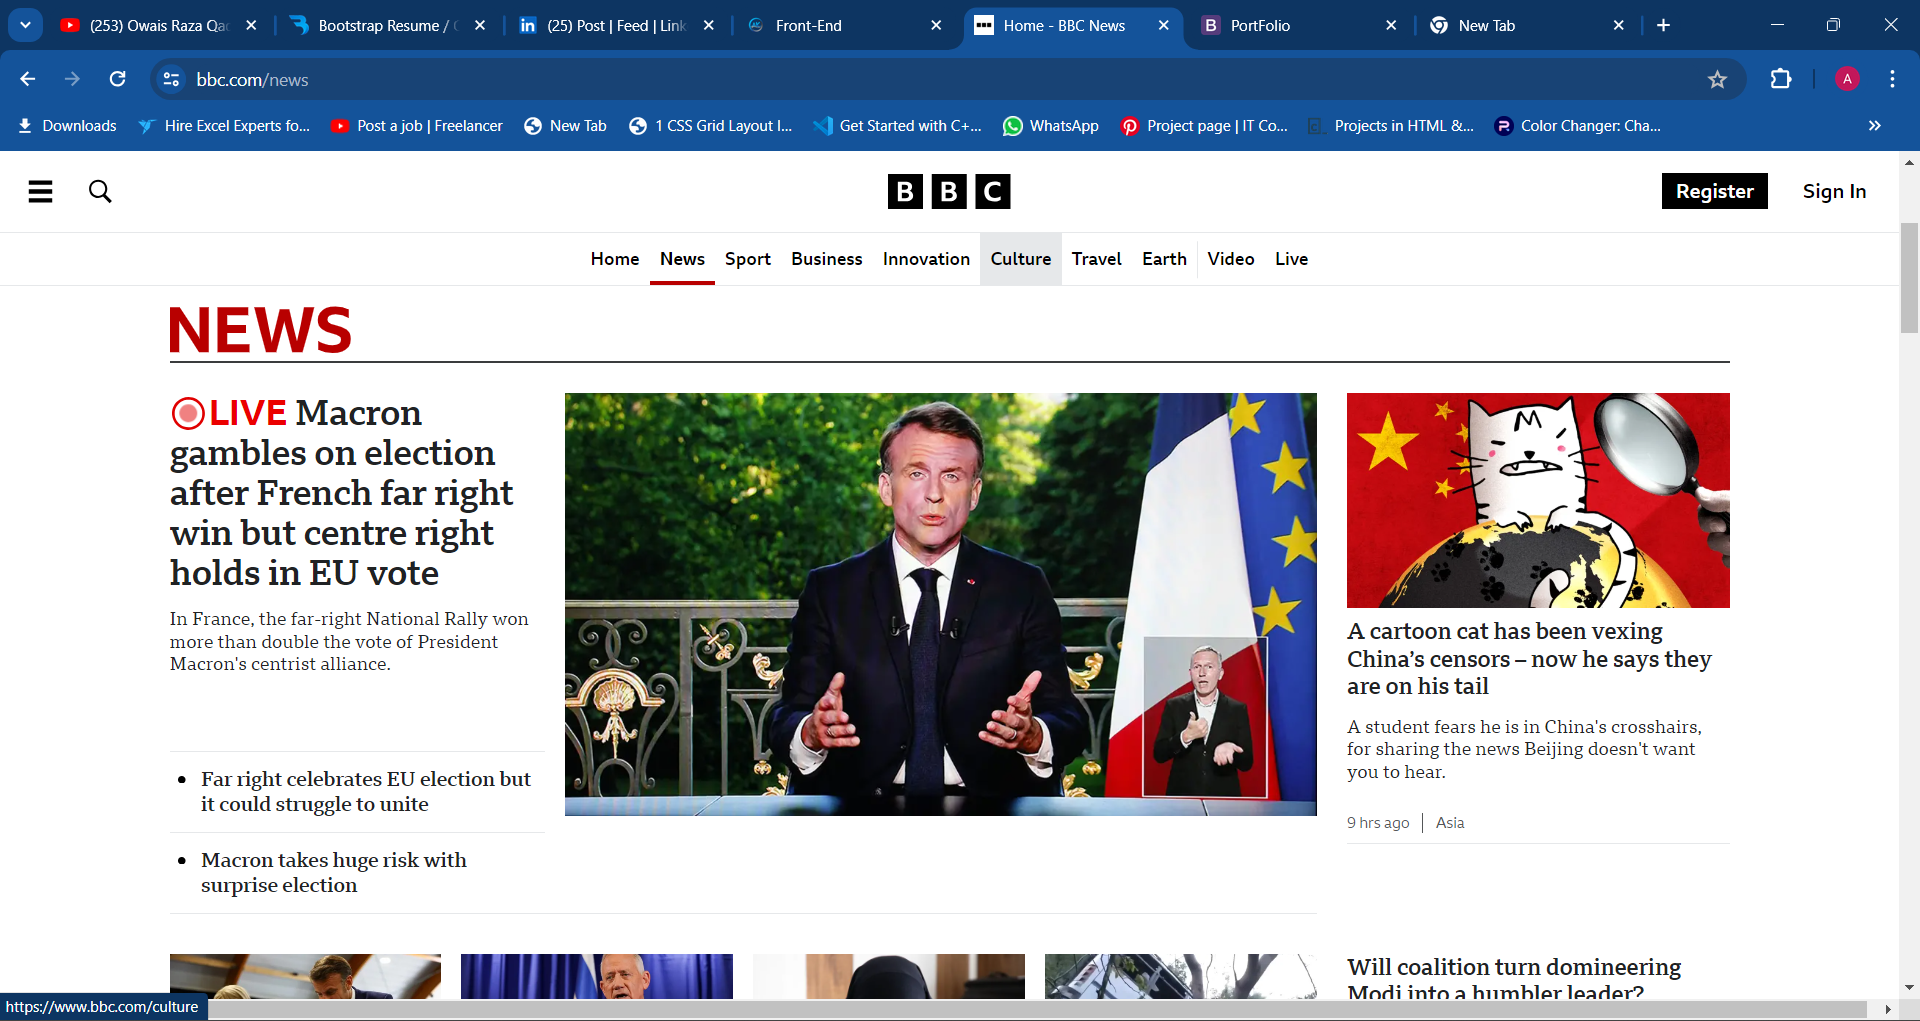 (253) Owais Raza Qa
Bootstrap Resume /
(25) Post | Feed | Link
Front-End
Home - BBC News
PortFolio
New Tab
bbc.com/news
A
Downloads
Hire Excel Experts fo...
Post a job | Freelancer
New Tab
1 CSS Grid Layout I...
Get Started with C+...
WhatsApp
Project page | IT Co...
Projects in HTML &...
Color Changer: Cha...
BBC
Register
Sign In
Home
News
Sport
Business
Innovation
Culture
Travel
Earth
Video
Live
NEWS
LIVE Macron
gambles on election
after French far right
win but centre right
holds in EU vote
In France, the far-right National Rally won
more than double the vote of President
Macron's centrist alliance.
Far right celebrates EU election but
it could struggle to unite
Macron takes huge risk with
surprise election
A cartoon cat has been vexing
China’s censors – now he says they
are on his tail
A student fears he is in China's crosshairs,
for sharing the news Beijing doesn't want
you to hear.
9 hrs ago | Asia
Will coalition turn domineering
Modi into a humbler leader?
https://www.bbc.com/culture